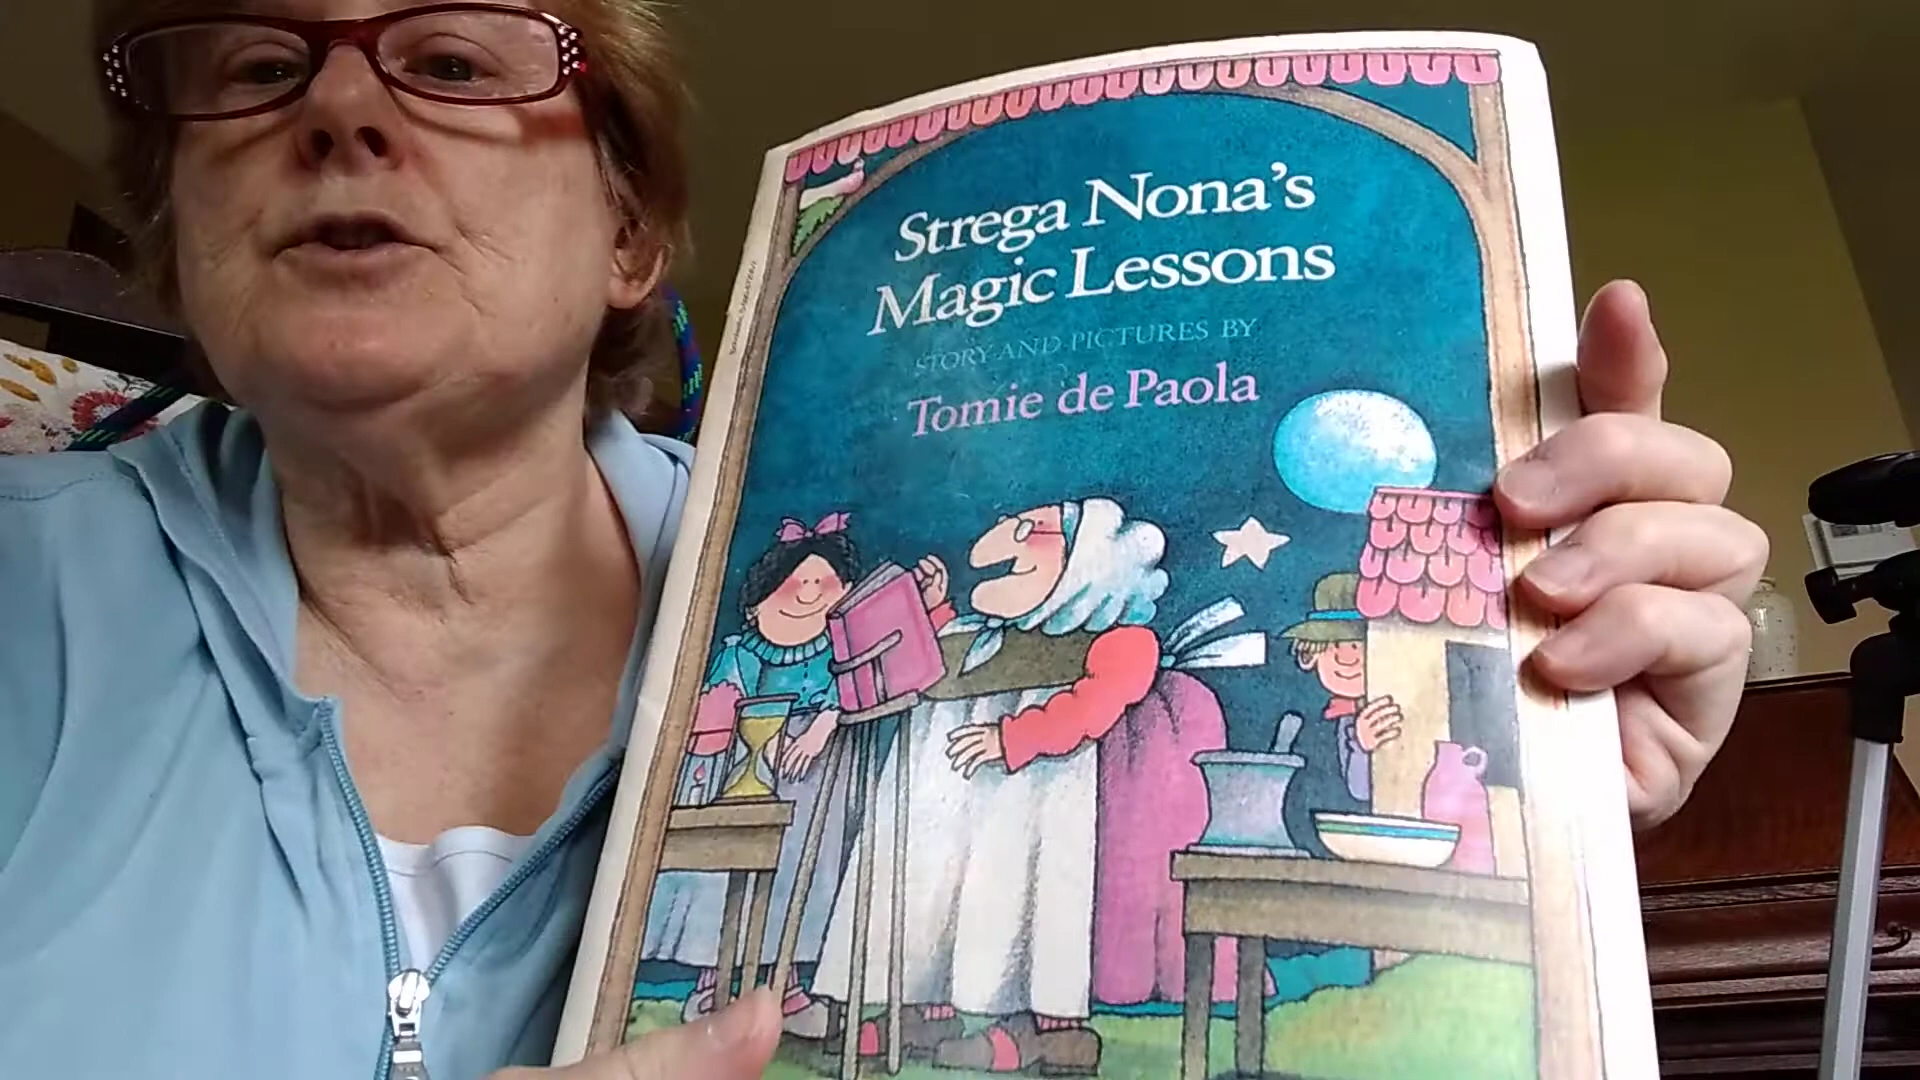 Strega Nona's
Magic Lessons
STORY AND PICTURES BY
Tomie de Paola